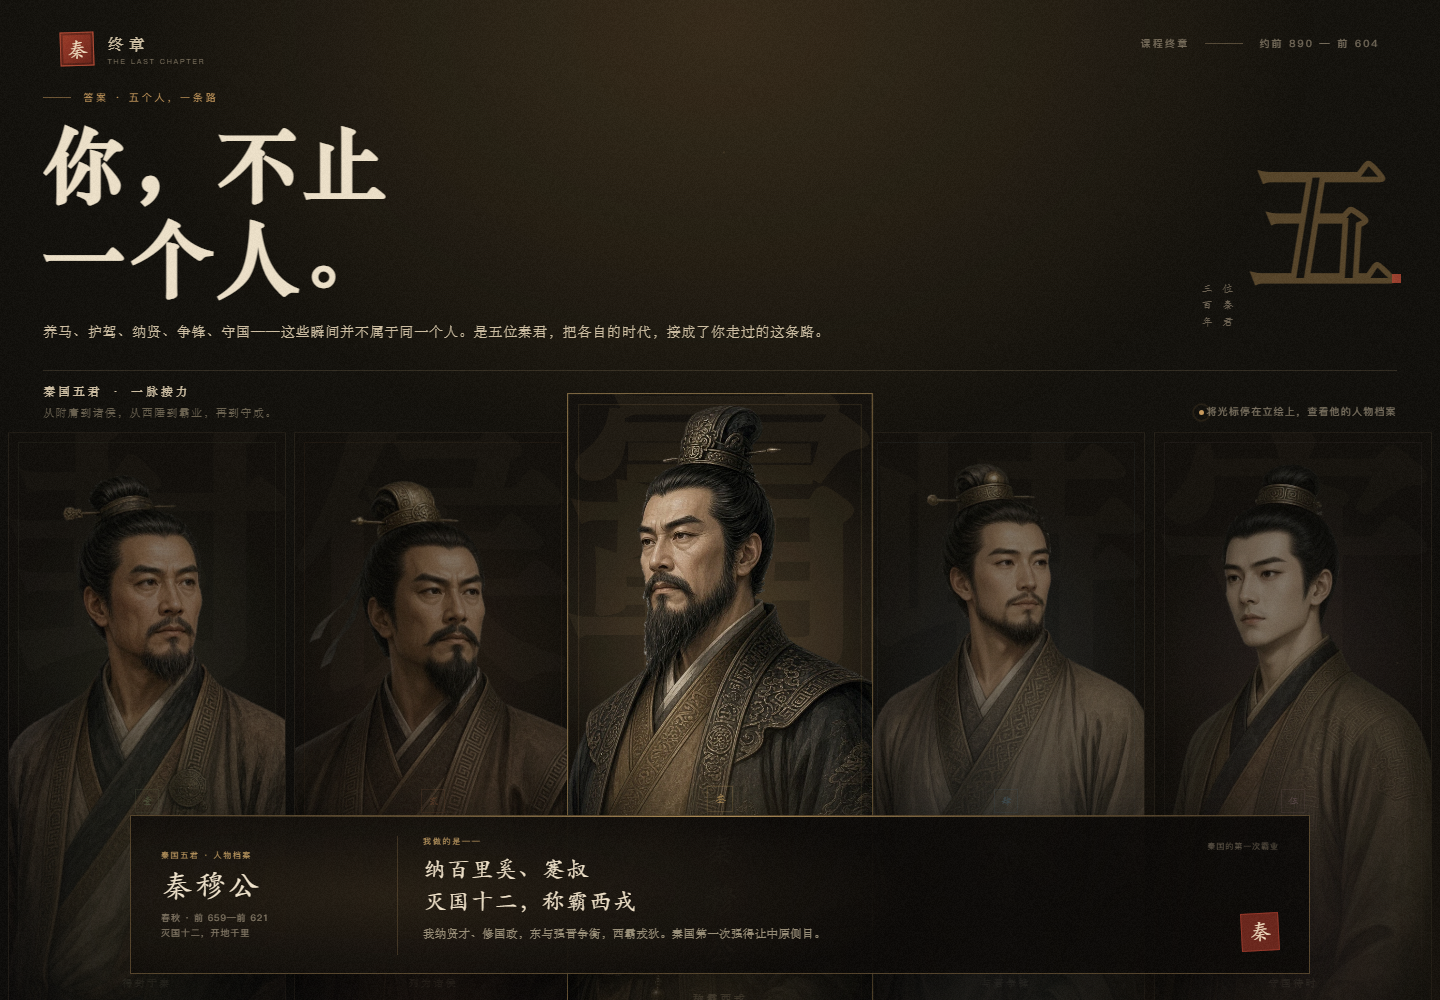 秦
终章
THE LAST CHAPTER
课程终章 —— 约前 890 — 前 604
答案 · 五个人，一条路
你，不止
一个人。
五
位秦君
三百年
养马、护驾、纳贤、争锋、守国——这些瞬间并不属于同一个人。是五位秦君，把各自的时代，接成了你走过的这条路。
秦国五君 · 一脉接力
从附庸到诸侯，从西陲到霸业，再到守成。
将光标停在立绘上，查看他的人物档案
霸
秦国五君 · 人物档案
秦穆公
春秋 · 前 659—前 621
灭国十二，开地千里
我做的是——
纳百里奚、蹇叔
灭国十二，称霸西戎
我纳贤才、修国政，东与强晋争衡，西霸戎狄。秦国第一次强得让中原侧目。
秦国的第一次霸业
秦